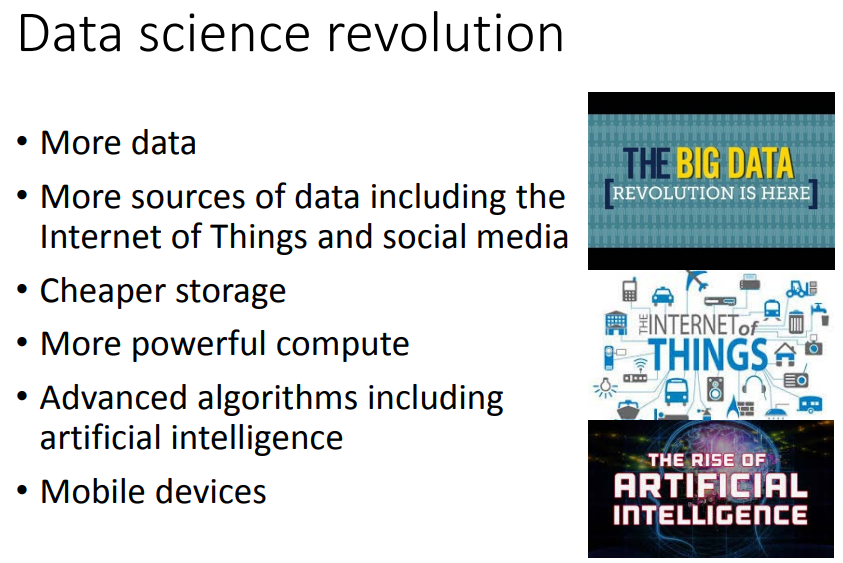 Data science revolution
• More data
• More sources of data including the
Internet of Things and social media
• Cheaper storage
• More powerful compute
• Advanced algorithms including
artificial intelligence
• Mobile devices
THE BIG DATA
[REVOLUTION IS HERE]
THE INTERNET of
THINGS
THE RISE OF
ARTIFICIAL
INTELLIGENCE